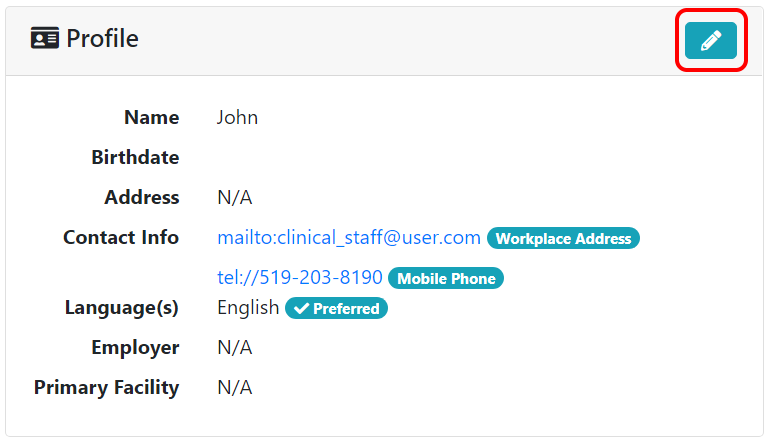 Profile
Name John
Birthdate
Address N/A
Contact Info mailto:clinical_staff@user.com Workplace Address
tel://519-203-8190 Mobile Phone
Language(s) English Preferred
Employer N/A
Primary Facility N/A